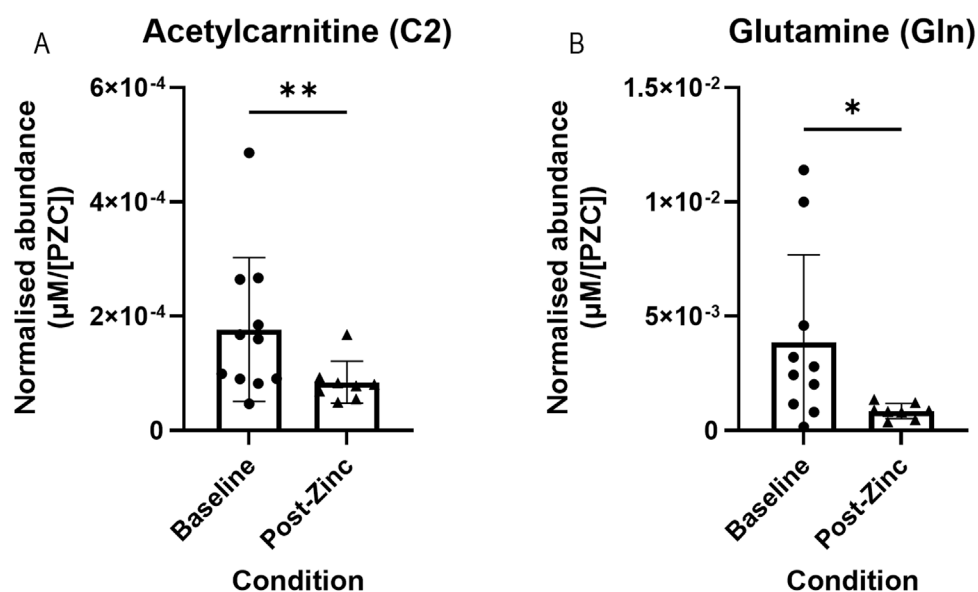 A
Acetylcarnitine (C2)
Normalised abundance
(µM/[PZC])
6×10⁻⁴
4×10⁻⁴
2×10⁻⁴
0
**
Baseline
Post-Zinc
Condition
B
Glutamine (Gln)
Normalised abundance
(µM/[PZC])
1.5×10⁻²
1×10⁻²
5×10⁻³
0
*
Baseline
Post-Zinc
Condition